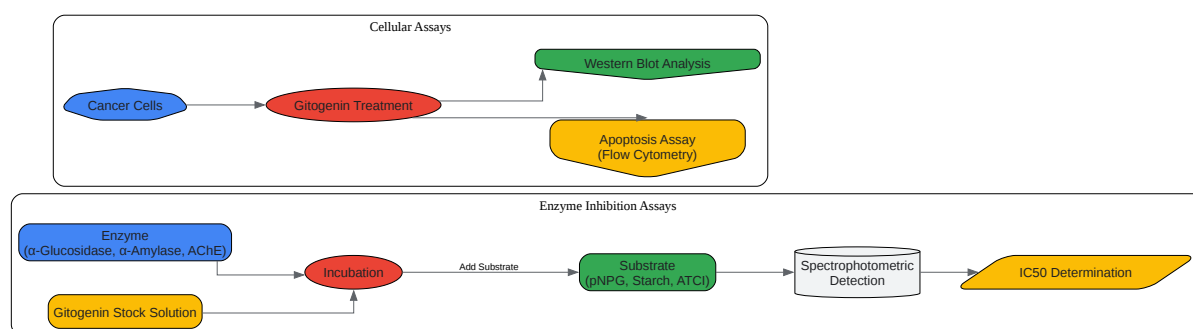 Cellular Assays
Western Blot Analysis
Cancer Cells
Gitogenin Treatment
Apoptosis Assay
(Flow Cytometry)
Enzyme Inhibition Assays
Enzyme
(α-Glucosidase, α-Amylase, AChE)
Incubation
Add Substrate
Substrate
(pNPG, Starch, ATCI)
Spectrophotometric
Detection
IC50 Determination
Gitogenin Stock Solution